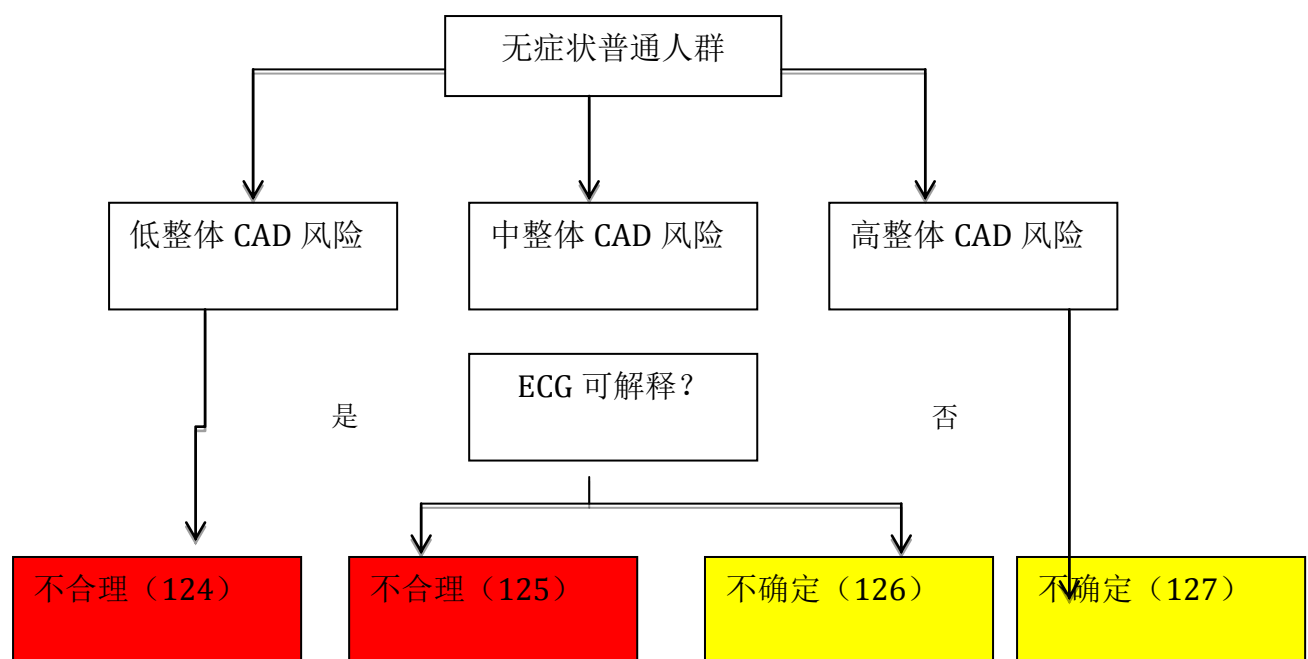 无症状普通人群
低整体 CAD 风险
中整体 CAD 风险
高整体 CAD 风险
ECG 可解释？
是
否
不合理（124）
不合理（125）
不确定（126）
不确定（127）